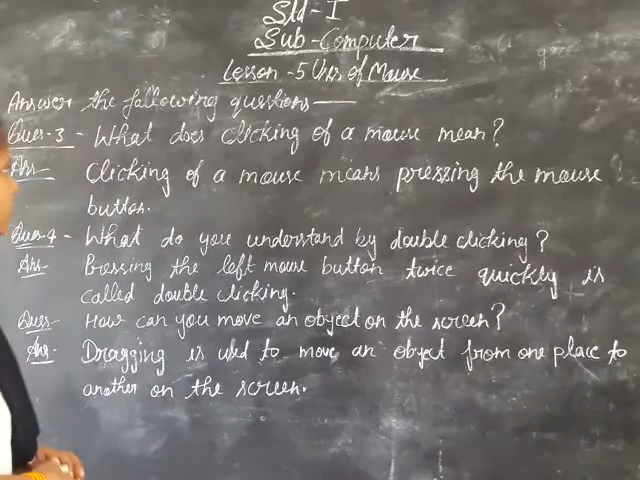 Std-I
Sub-Computer
Lesson-5 Uses of Mouse
Answer the following questions—
Ques-3 - What does clicking of a mouse mean?
Ans- Clicking of a mouse means pressing the mouse
button.
Ques-4 - What do you understand by double clicking?
Ans- Pressing the left mouse button twice quickly is
called double clicking.
Ques- How can you move an object on the screen?
Ans- Dragging is used to move an object from one place to
another on the screen.